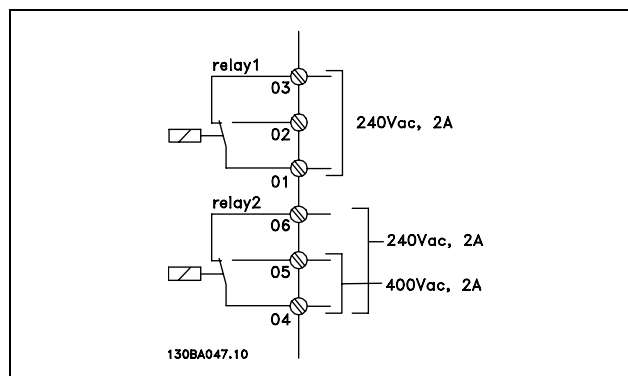 relay1
03
240Vac, 2A
02
01
relay2
06
240Vac, 2A
05
400Vac, 2A
04
130BA047.10